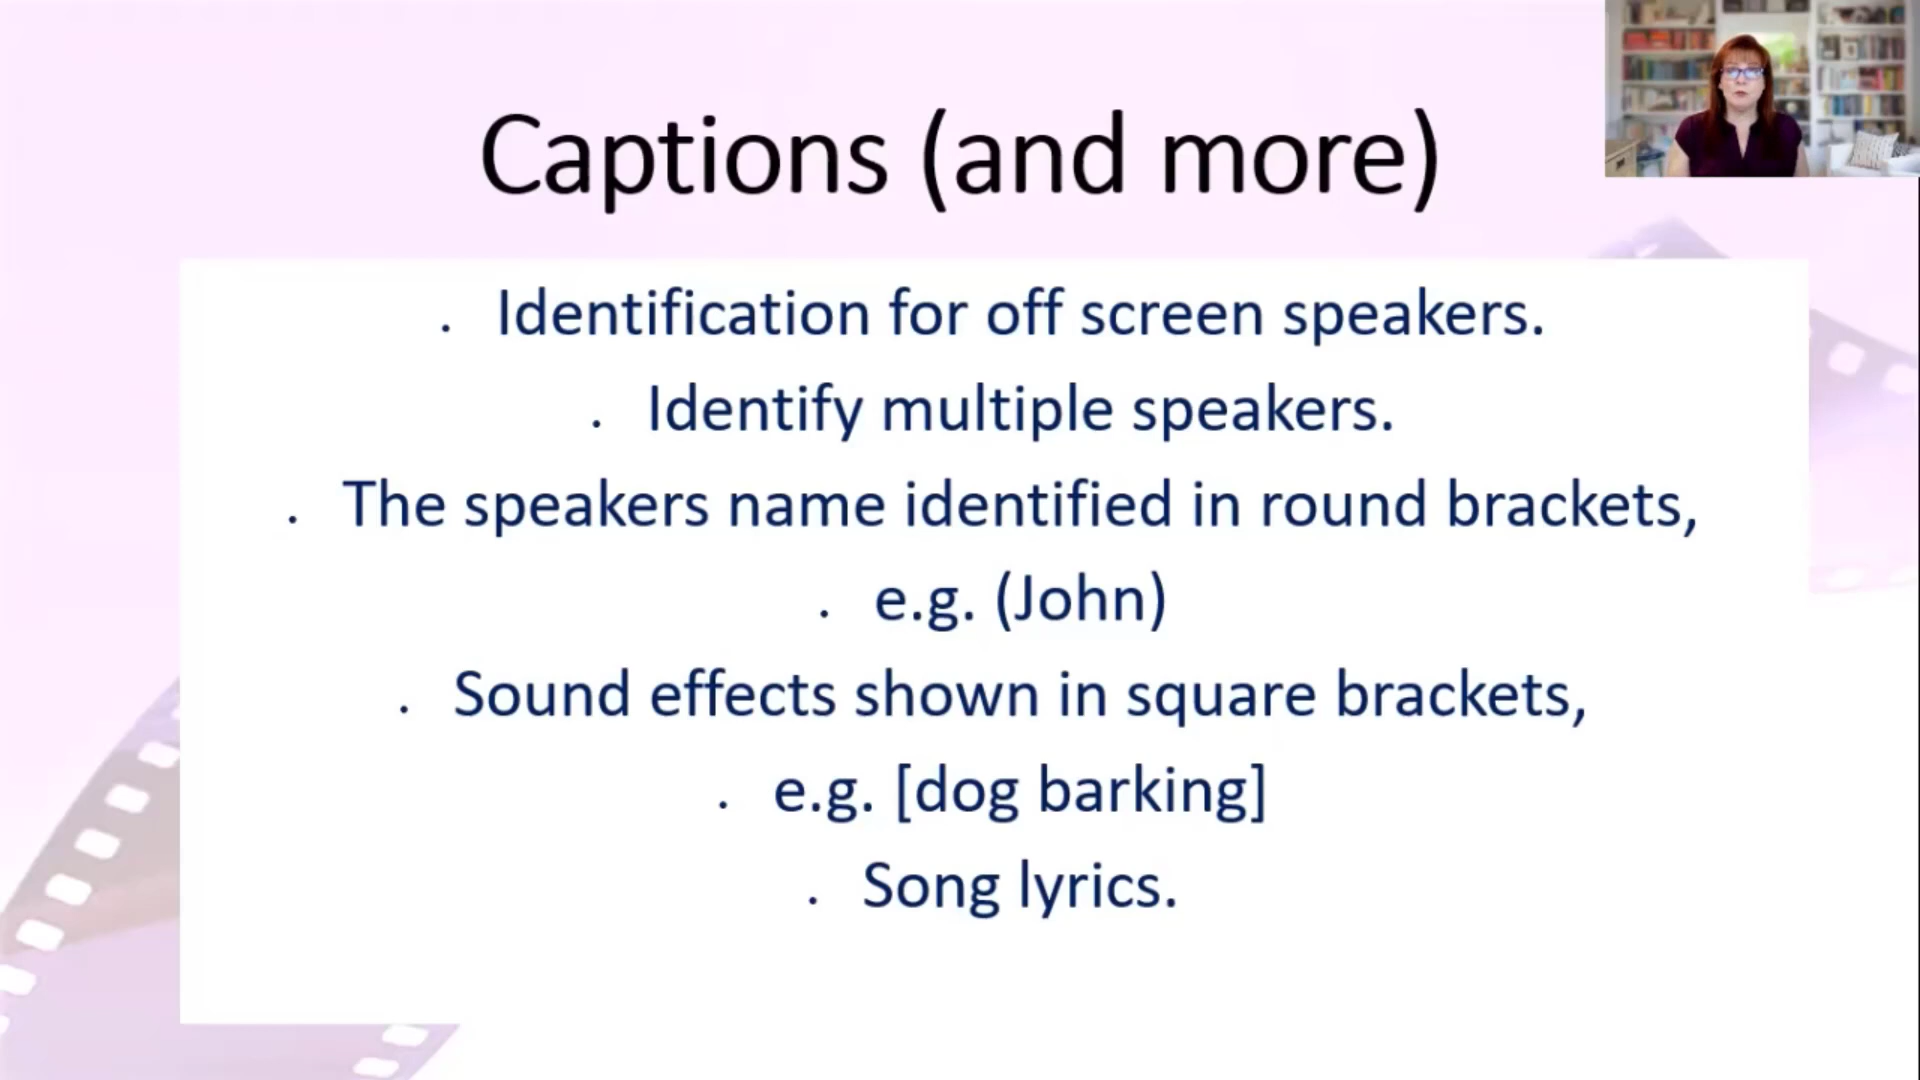 Captions (and more)
. Identification for off screen speakers.
. Identify multiple speakers.
. The speakers name identified in round brackets,
. e.g. (John)
. Sound effects shown in square brackets,
. e.g. [dog barking]
. Song lyrics.